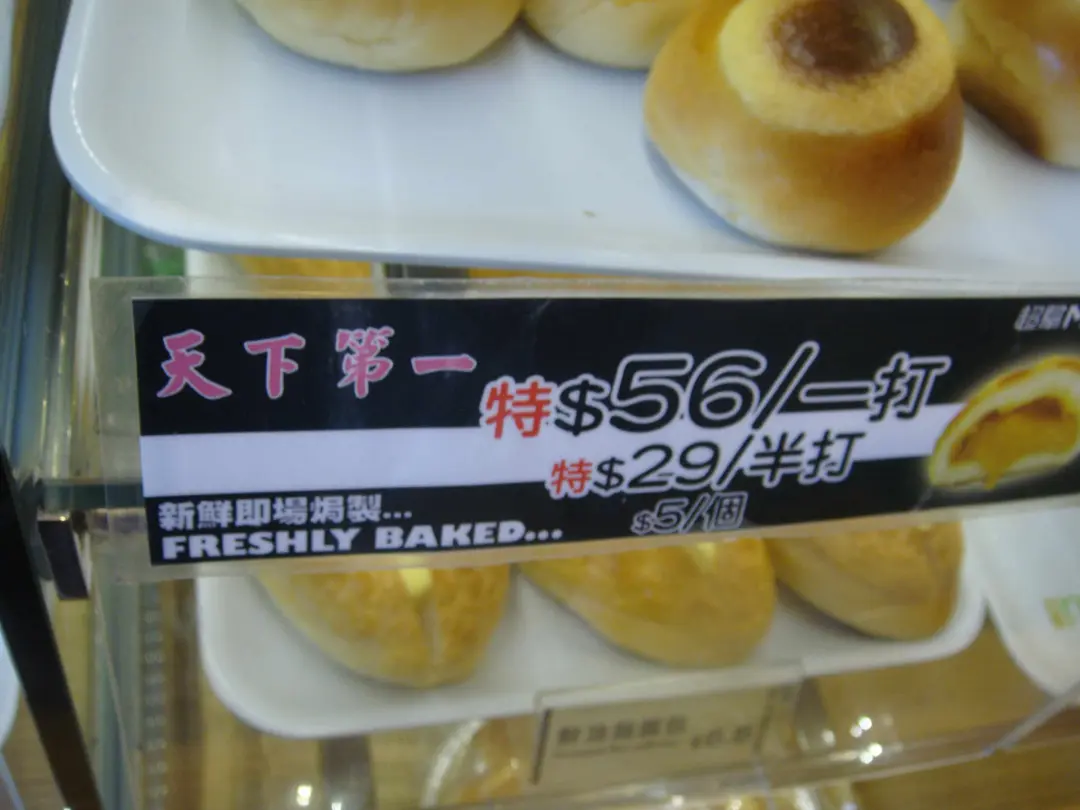 天下第一
特$56/一打
特$29/半打
$5/個
新鮮即場焗製...
FRESHLY BAKED...